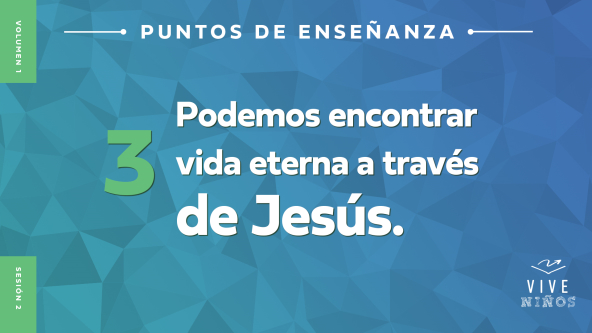 VOLUMEN 1
PUNTOS DE ENSEÑANZA
3
Podemos encontrar
vida eterna a través
de Jesús.
SESIÓN 2
VIVE
NIÑOS